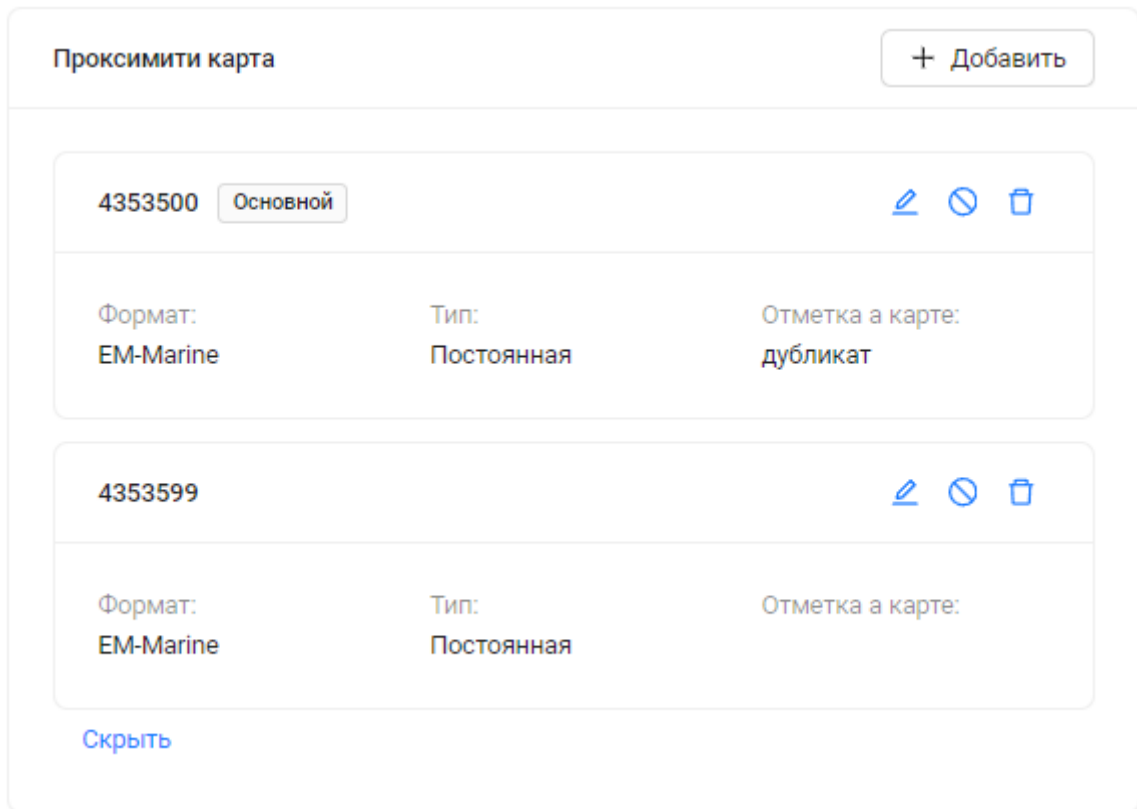 Проксимити карта
+ Добавить
4353500 Основной
Формат: Тип: Отметка а карте:
EM-Marine Постоянная дубликат
4353599
Формат: Тип: Отметка а карте:
EM-Marine Постоянная
Скрыть